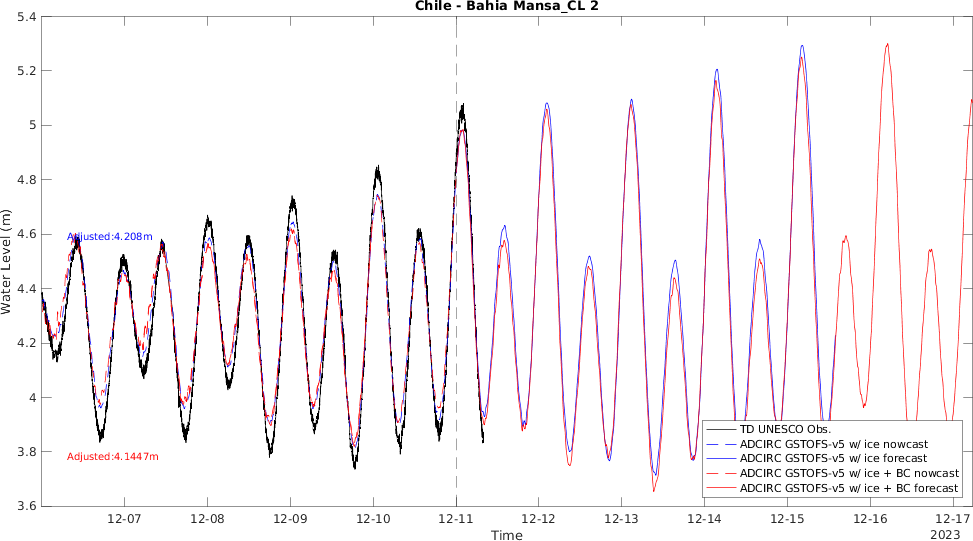 Chile - Bahia Mansa_CL 2
5.4
5.2
5
4.8
4.6
4.4
4.2
4
3.8
3.6
Water Level (m)
Adjusted:4.208m
Adjusted:4.1447m
TD UNESCO Obs.
ADCIRC GSTOFS-v5 w/ ice nowcast
ADCIRC GSTOFS-v5 w/ ice forecast
ADCIRC GSTOFS-v5 w/ ice + BC nowcast
ADCIRC GSTOFS-v5 w/ ice + BC forecast
12-07 12-08 12-09 12-10 12-11 12-12 12-13 12-14 12-15 12-16 12-17
Time
2023